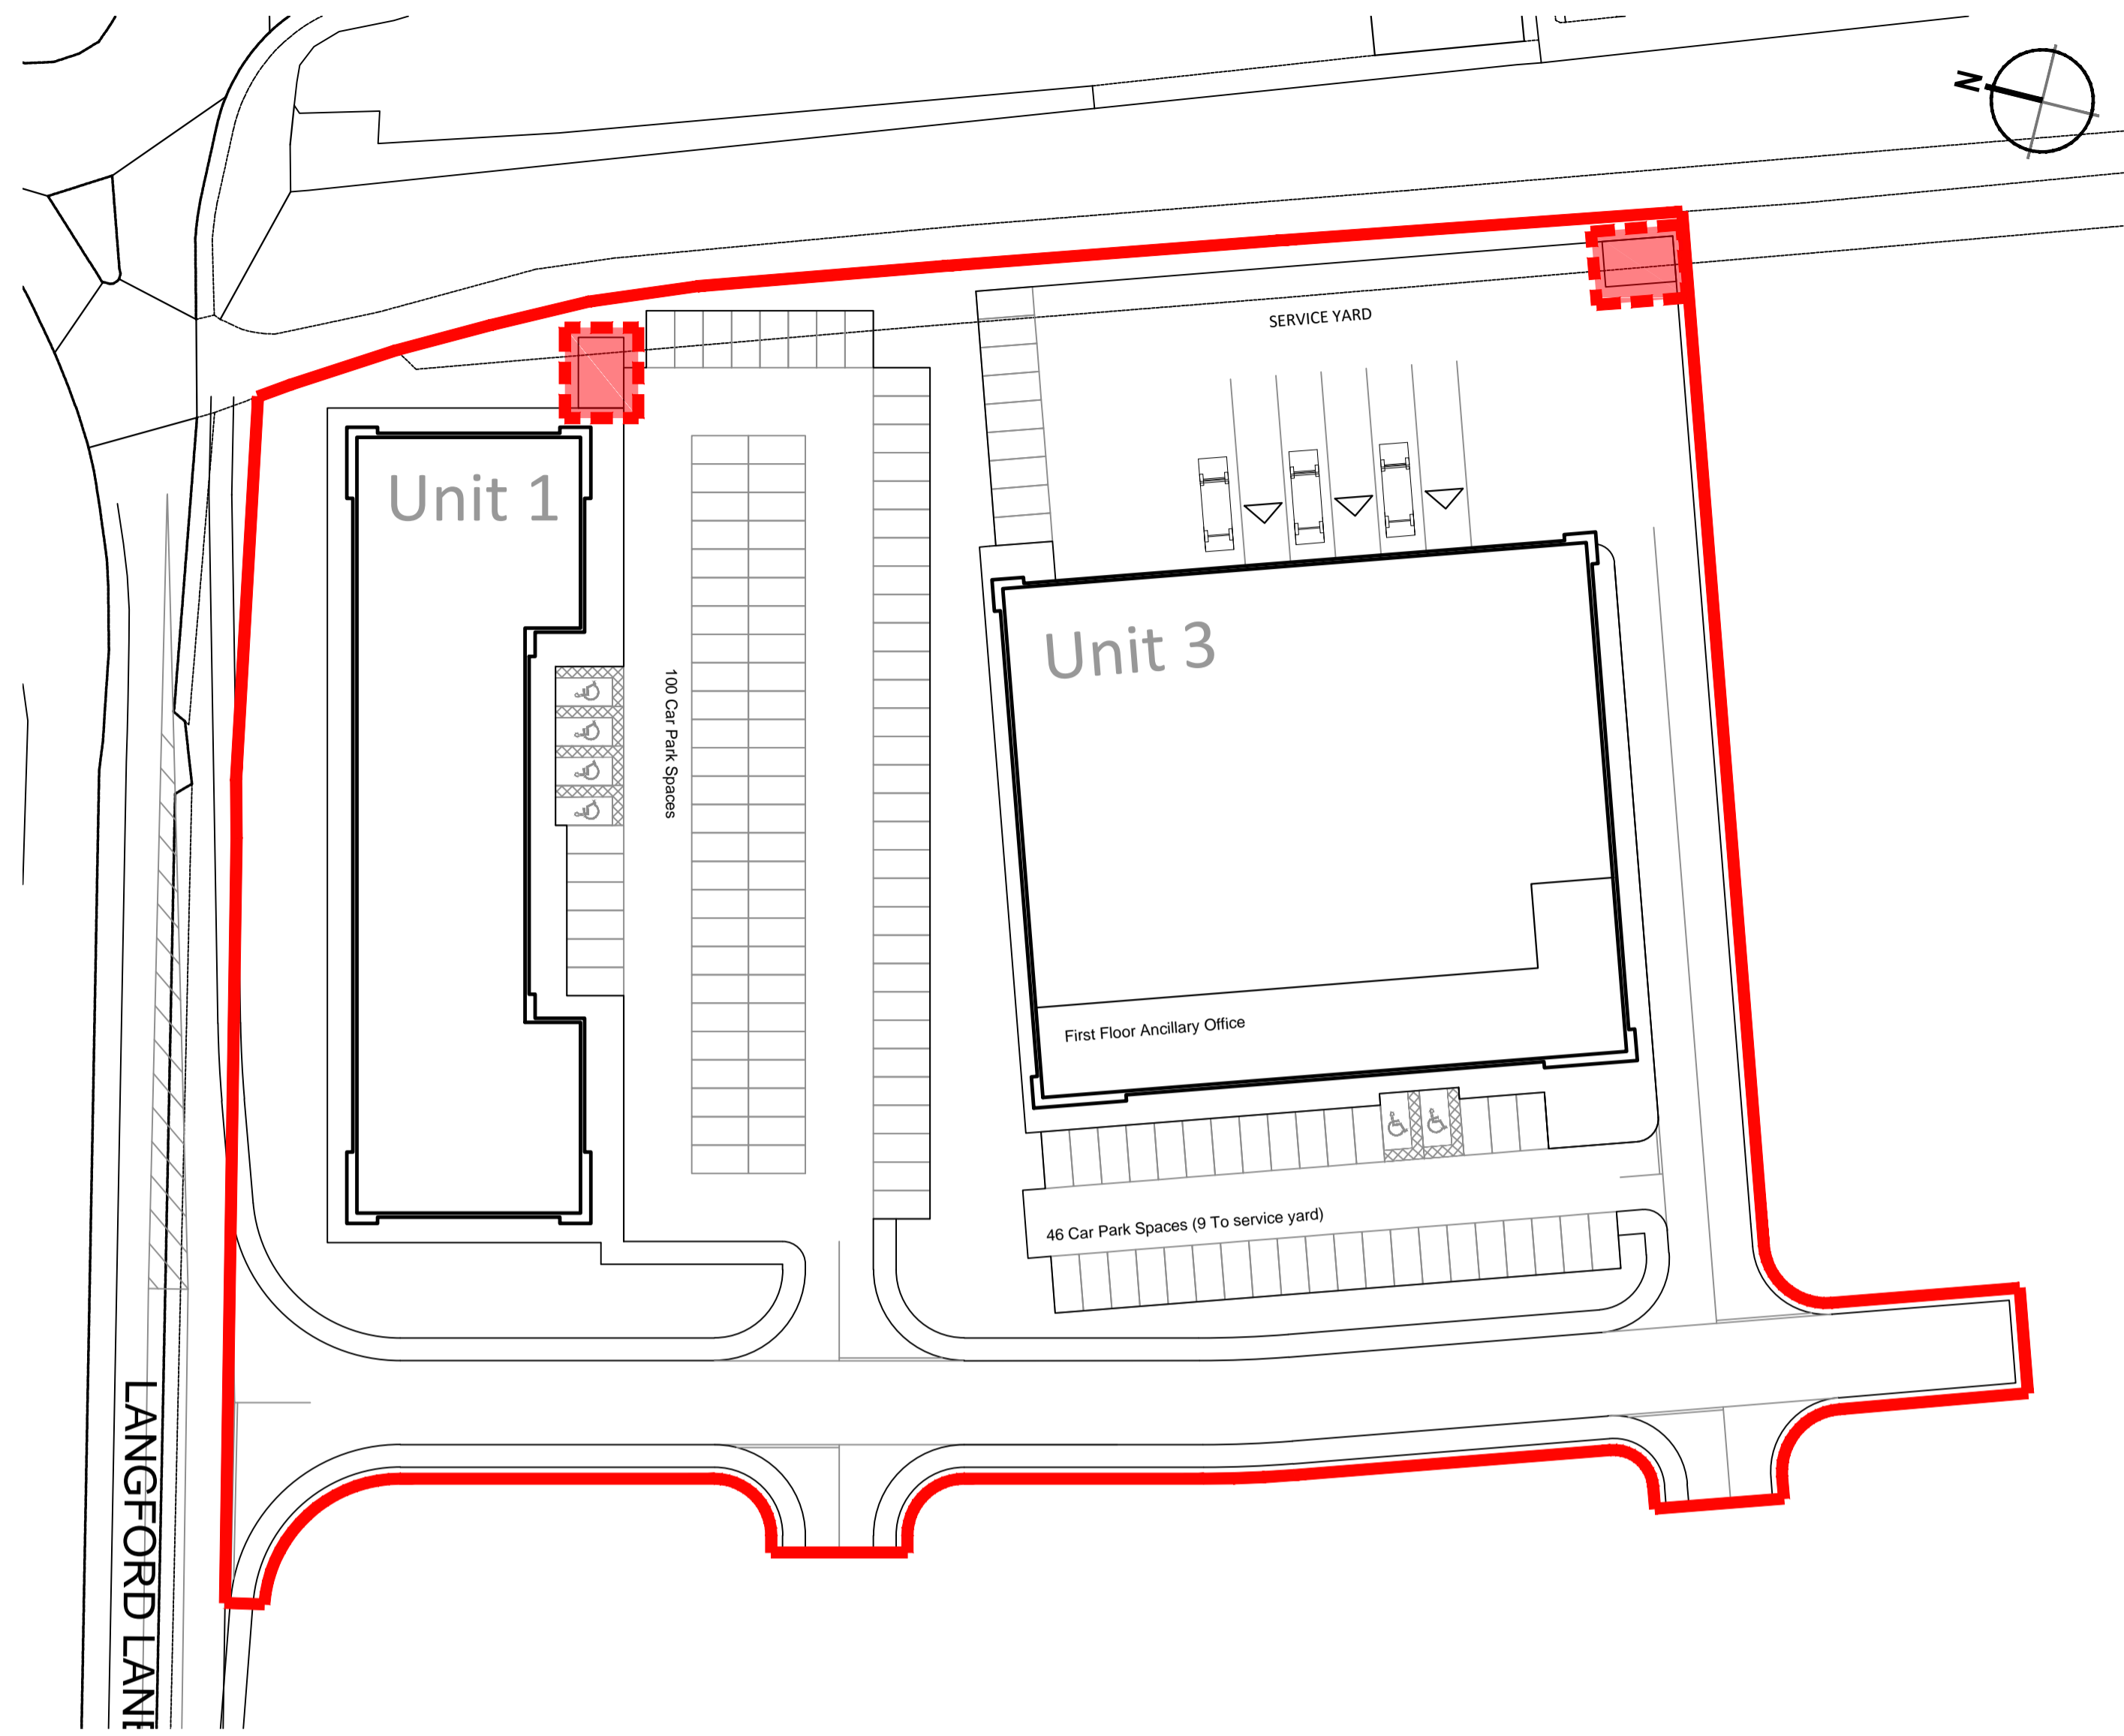 N
SERVICE YARD
Unit 1
Unit 3
100 Car Park Spaces
First Floor Ancillary Office
46 Car Park Spaces (9 To service yard)
LANGFORD LANE